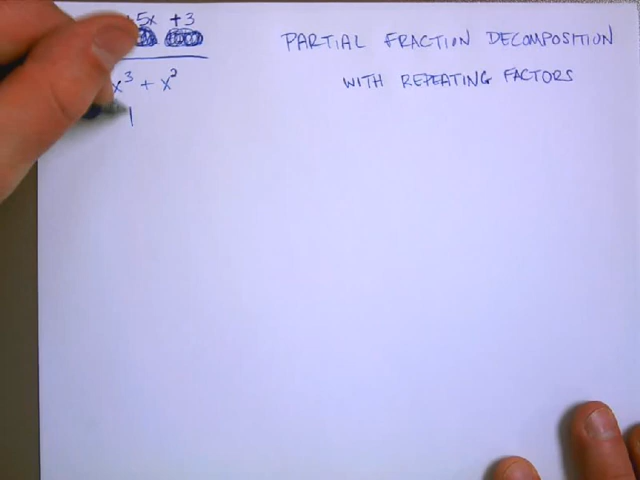 5x + 3
x³ + x²
PARTIAL FRACTION DECOMPOSITION
WITH REPEATING FACTORS